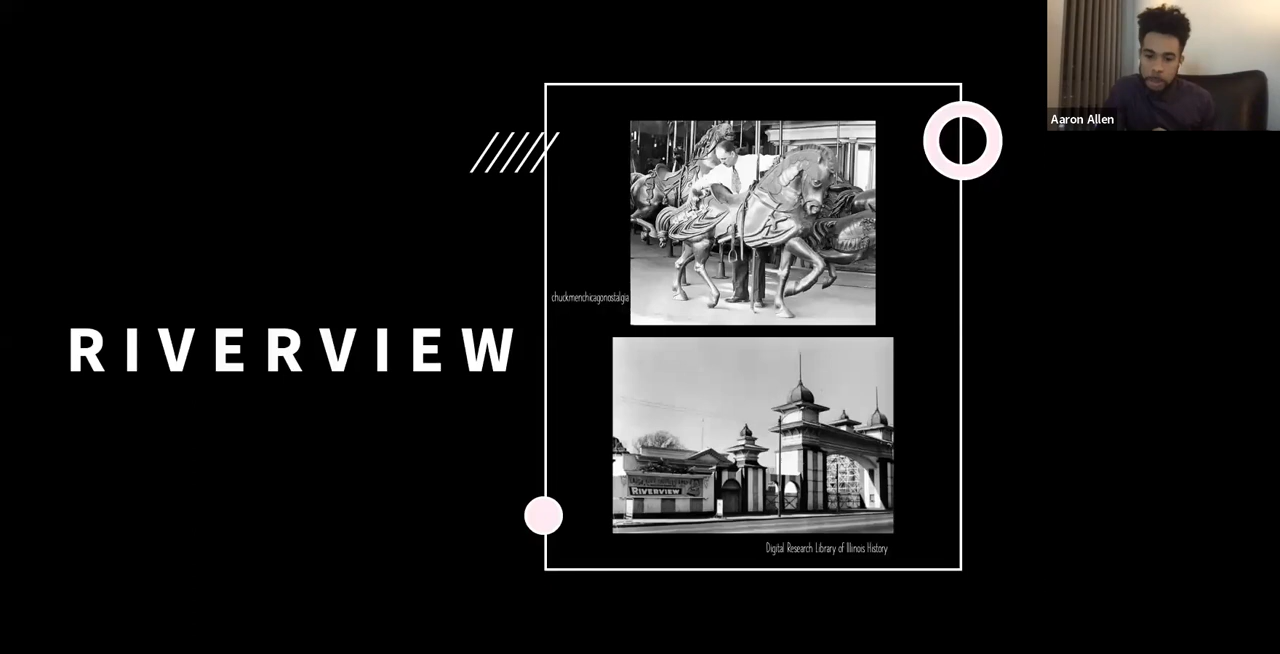 Aaron Allen
chuckmenchicagonostalgia
RIVERVIEW
RIVERVIEW
Digital Research Library of Illinois History